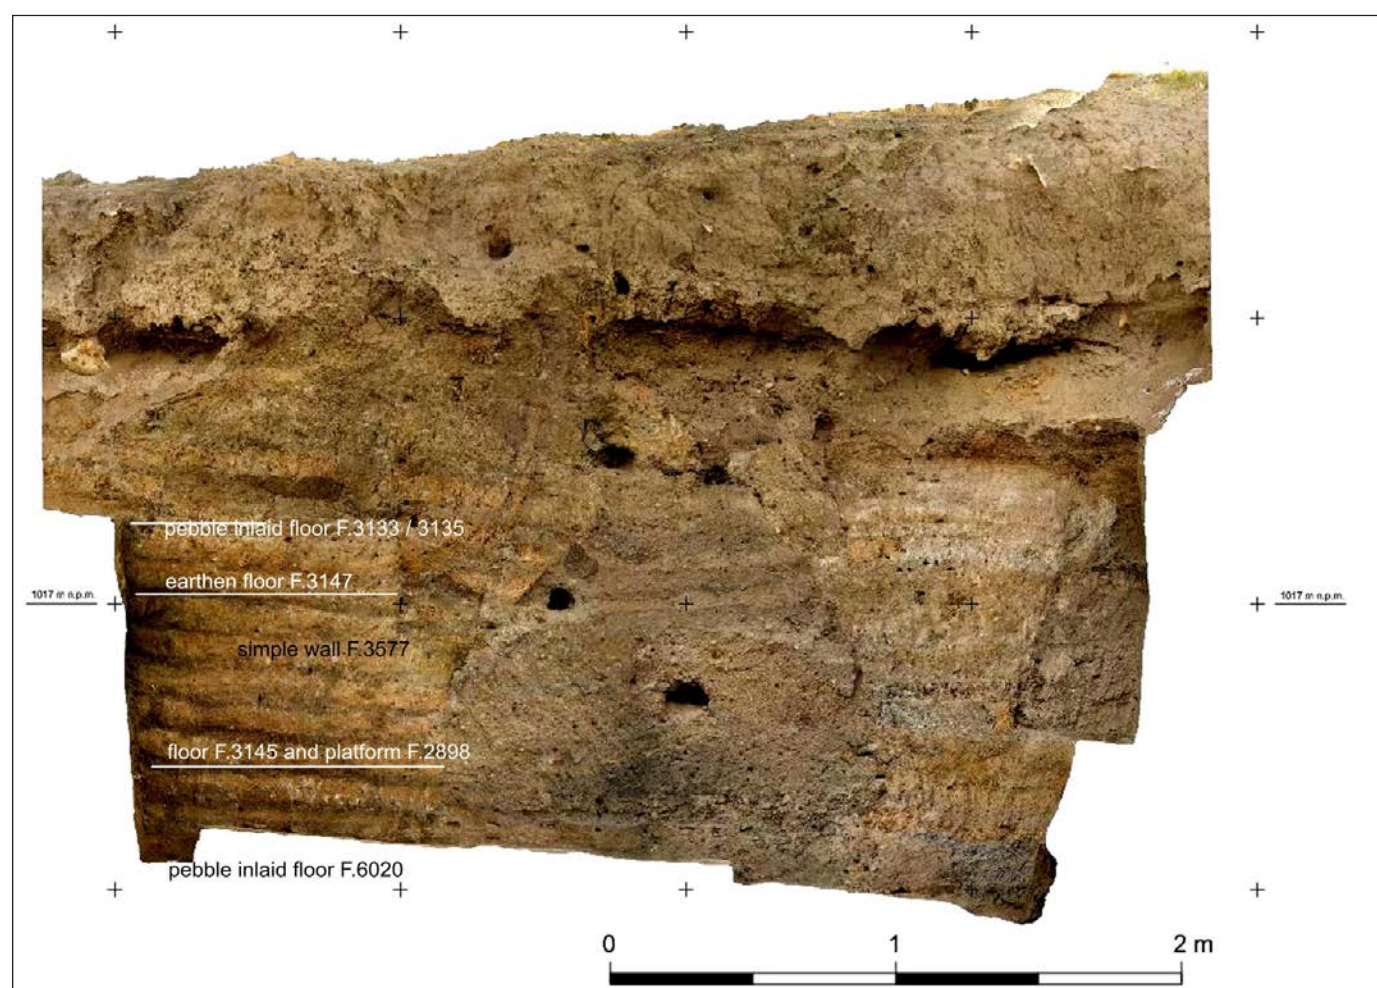 pebble inlaid floor F.3133 / 3135
earthen floor F.3147
1017 m n.p.m.
1017 m n.p.m.
simple wall F.3577
floor F.3145 and platform F.2898
pebble inlaid floor F.6020
0 1 2 m